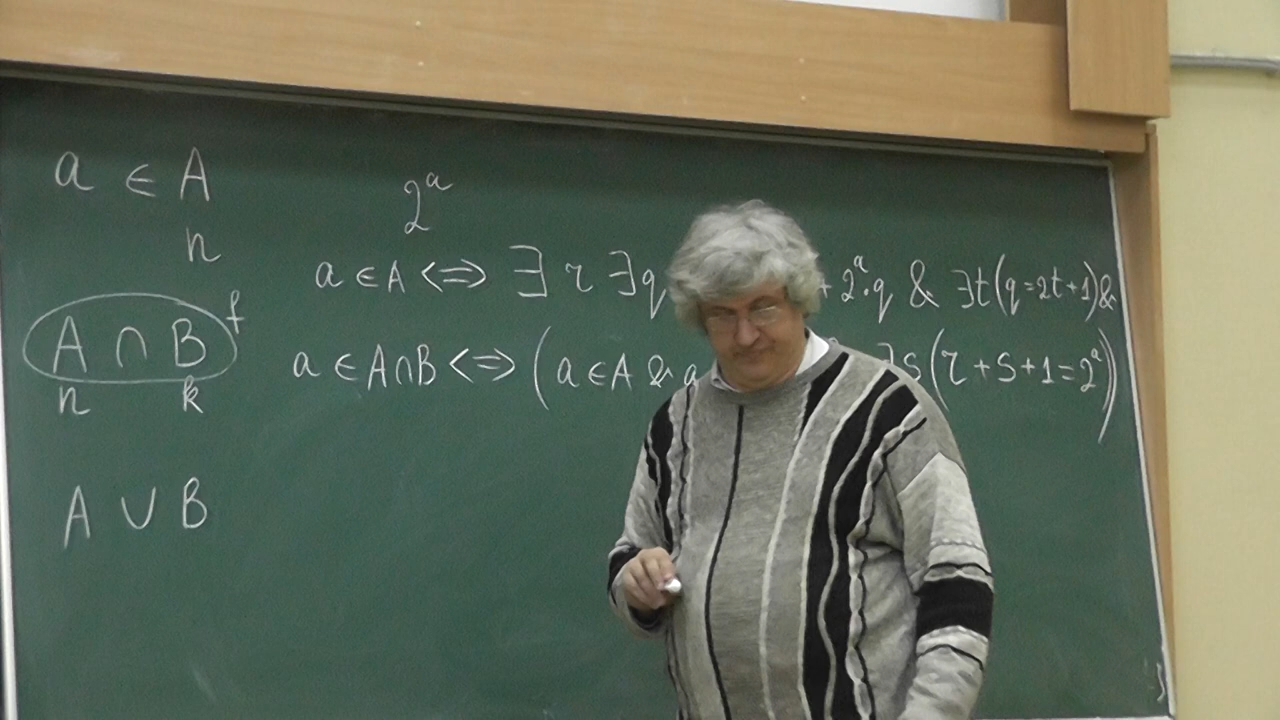 a ∈ A
n
2^a
a ∈ A <=> ∃ r ∃ q + 2^a·q & ∃t(q=2t+1)&
A ∩ B f
a ∈ A∩B <=> (a ∈ A & a ∃s(r+s+1=2^a))
n k
A ∪ B